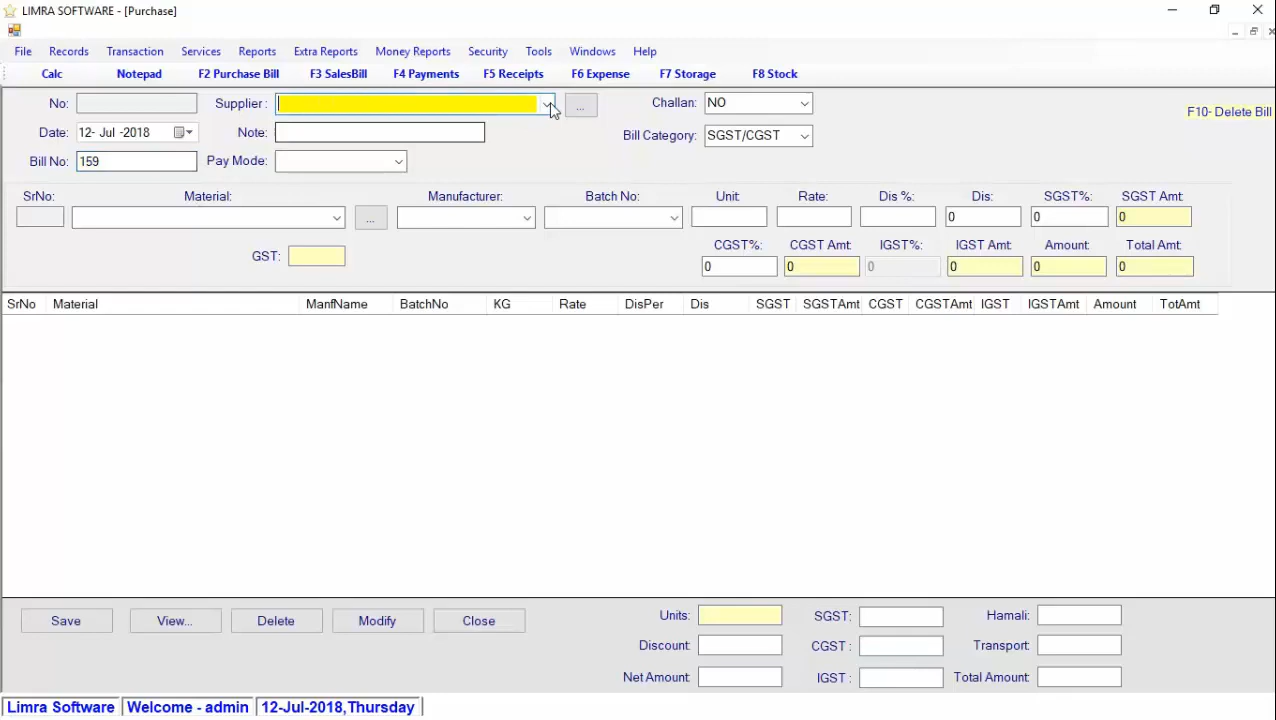 LIMRA SOFTWARE - [Purchase]
File Records Transaction Services Reports Extra Reports Money Reports Security Tools Windows Help
Calc Notepad F2 Purchase Bill F3 SalesBill F4 Payments F5 Receipts F6 Expense F7 Storage F8 Stock
No: Supplier : ... Challan: NO
F10- Delete Bill
Date: 12- Jul -2018 Note: Bill Category: SGST/CGST
Bill No: 159 Pay Mode:
SrNo: Material: Manufacturer: Batch No: Unit: Rate: Dis %: Dis: SGST%: SGST Amt:
... 0 0 0
GST: CGST%: CGST Amt: IGST%: IGST Amt: Amount: Total Amt:
0 0 0 0 0 0
SrNo Material ManfName BatchNo KG Rate DisPer Dis SGST SGSTAmt CGST CGSTAmt IGST IGSTAmt Amount TotAmt
Save View... Delete Modify Close Units: SGST: Hamali:
Discount: CGST : Transport:
Net Amount: IGST : Total Amount:
Limra Software Welcome - admin 12-Jul-2018,Thursday